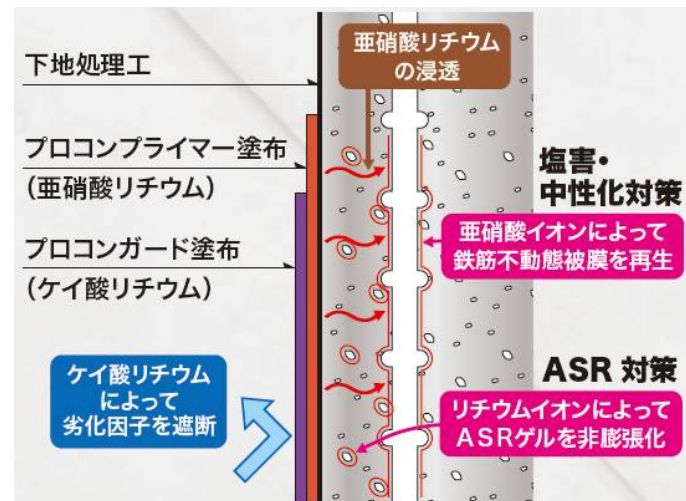 下地処理工
プロコンプライマー塗布
(亜硝酸リチウム)
プロコンガード塗布
(ケイ酸リチウム)
ケイ酸リチウム
によって
劣化因子を遮断
亜硝酸リチウム
の浸透
塩害・
中性化対策
亜硝酸イオンによって
鉄筋不動態被膜を再生
ASR 対策
リチウムイオンによって
ASRゲルを非膨張化